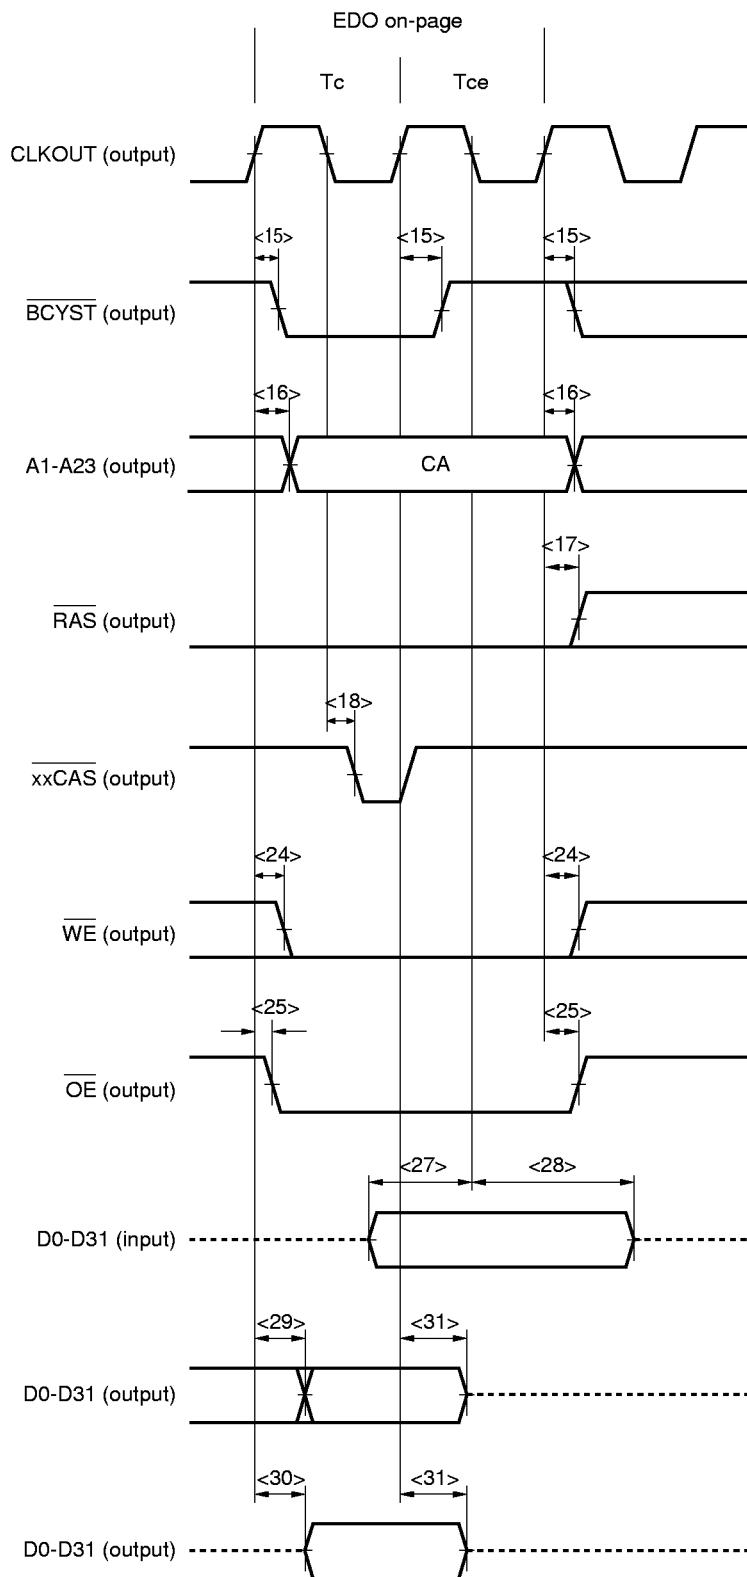 EDO on-page
Tc Tce
CLKOUT (output)
<15> <15> <15>
BCYST (output)
<16> <16>
A1-A23 (output) CA
<17>
RAS (output)
<18>
xxCAS (output)
<24> <24>
WE (output)
<25> <25>
OE (output)
<27> <28>
D0-D31 (input)
<29> <31>
D0-D31 (output)
<30> <31>
D0-D31 (output)